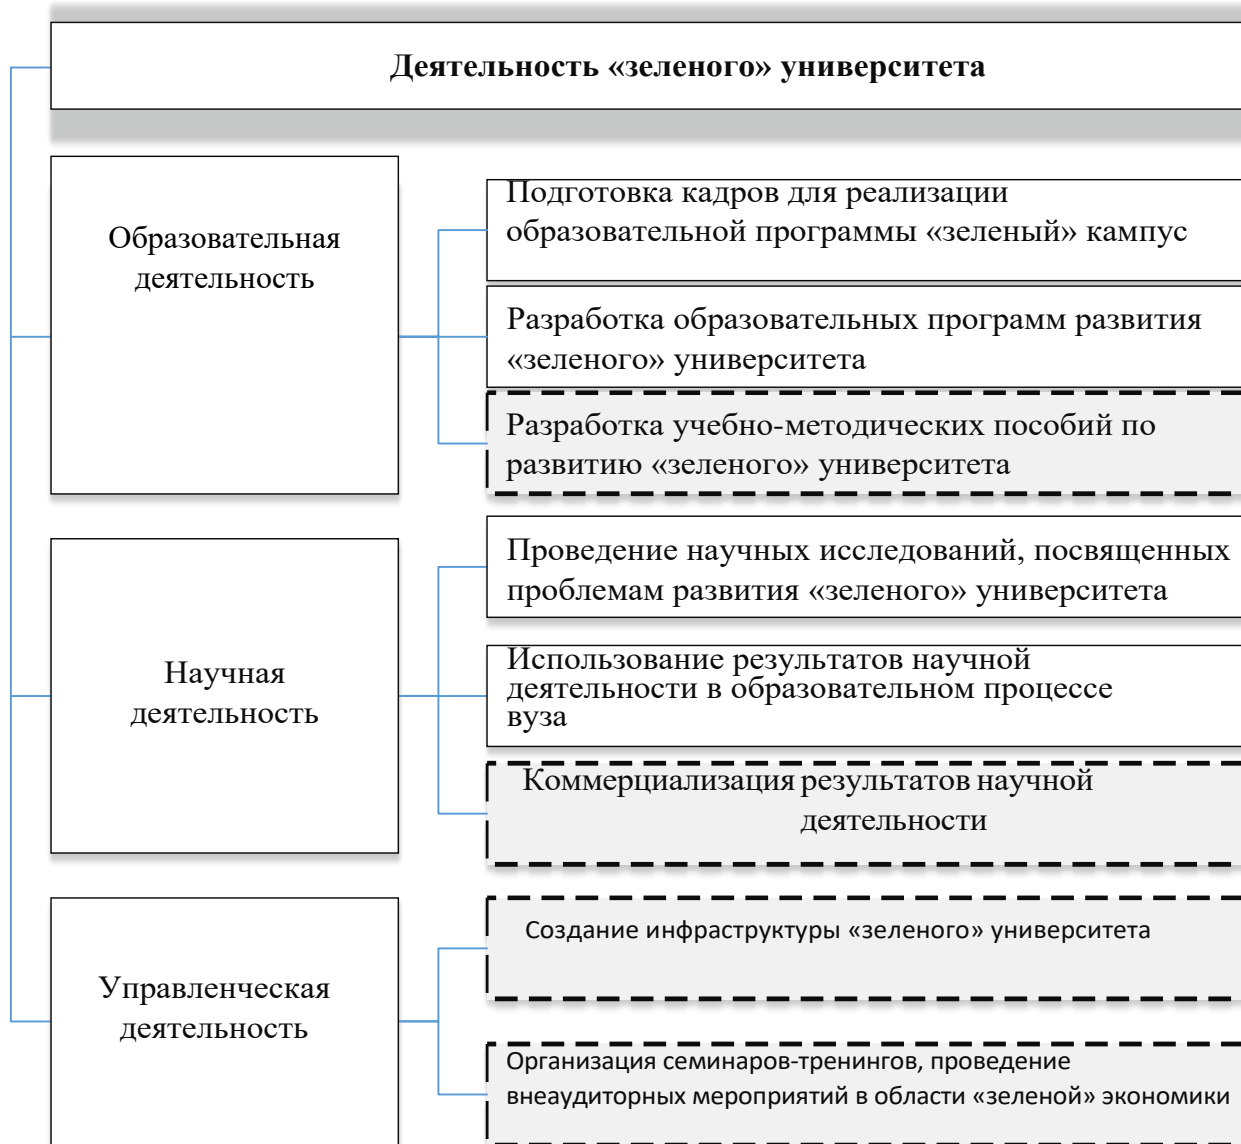 Деятельность «зеленого» университета
Образовательная
деятельность
Подготовка кадров для реализации
образовательной программы «зеленый» кампус
Разработка образовательных программ развития
«зеленого» университета
Разработка учебно-методических пособий по
развитию «зеленого» университета
Научная
деятельность
Проведение научных исследований, посвященных
проблемам развития «зеленого» университета
Использование результатов научной
деятельности в образовательном процессе
вуза
Коммерциализация результатов научной
деятельности
Управленческая
деятельность
Создание инфраструктуры «зеленого» университета
Организация семинаров-тренингов, проведение
внеаудиторных мероприятий в области «зеленой» экономики